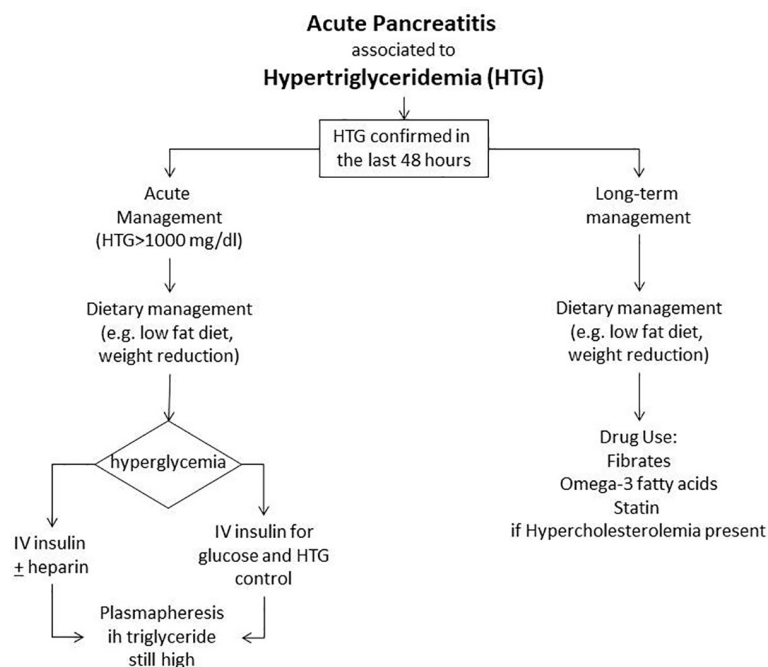 Acute Pancreatitis
associated to
Hypertriglyceridemia (HTG)
HTG confirmed in
the last 48 hours
Acute
Management
(HTG>1000 mg/dl)
Long-term
management
Dietary management
(e.g. low fat diet,
weight reduction)
Dietary management
(e.g. low fat diet,
weight reduction)
hyperglycemia
Drug Use:
Fibrates
Omega-3 fatty acids
Statin
if Hypercholesterolemia present
IV insulin
± heparin
IV insulin for
glucose and HTG
control
Plasmapheresis
ih triglyceride
still high